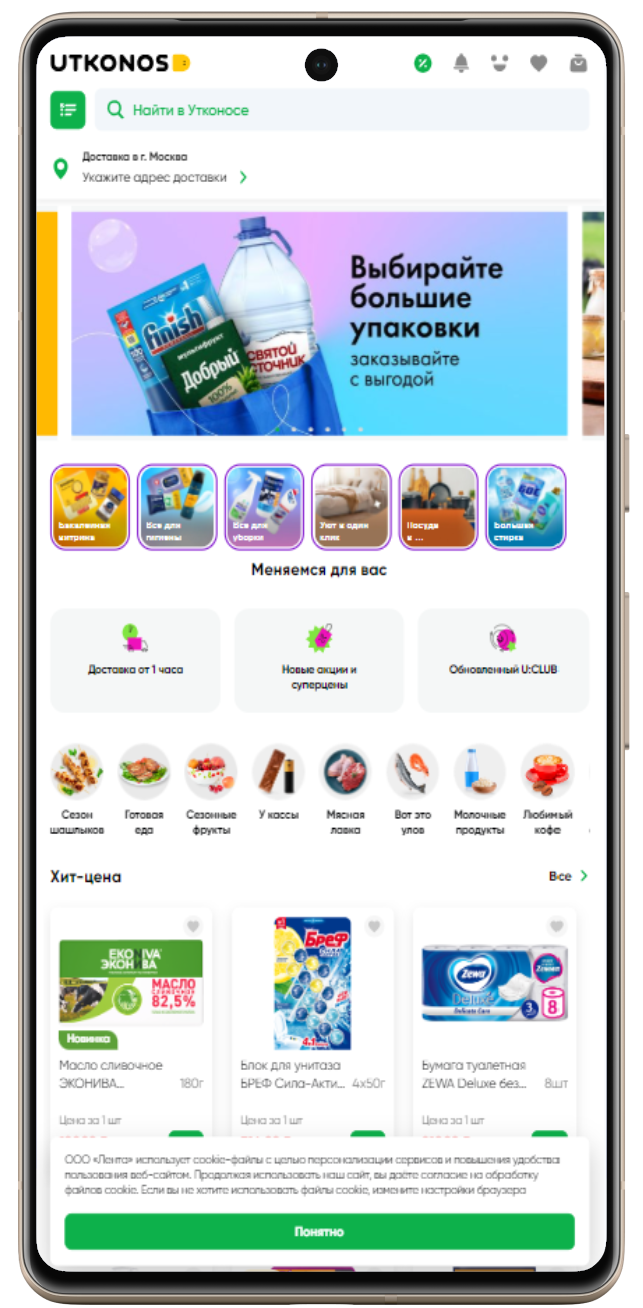 UTKONOS
Найти в Утконосе
Доставка в г. Москва
Укажите адрес доставки
Выбирайте
большие
упаковки
заказывайте
с выгодой
finish
мультифрукт
Добрый
100%
СВЯТОЙ
ИСТОЧНИК
Бакалейная
витрина
Все для
гигиены
Все для
уборки
Уют в один
клик
Посуда
и ...
Большая
стирка
Меняемся для вас
Доставка от 1 часа
Новые акции и
суперцены
Обновленный U:CLUB
Сезон
шашлыков
Готовая
еда
Сезонные
фрукты
У кассы
Мясная
лавка
Вот это
улов
Молочные
продукты
Любимый
кофе
Хит-цена
Все
EKONIVA
ЭКОНИВА
МАСЛО
СЛИВОЧНОЕ
82,5%
Новинка
Бреф
Zewa
Deluxe
Delicate Care
3
8
Масло сливочное
ЭКОНИВА... 180г
Блок для унитаза
БРЕФ Сила-Акти... 4x50г
Бумага туалетная
ZEWA Deluxe без... 8шт
Цена за 1 шт
Цена за 1 шт
Цена за 1 шт
ООО «Лента» использует cookie-файлы с целью персонализации сервисов и повышения удобства
пользования веб-сайтом. Продолжая использовать наш сайт, вы даёте согласие на обработку
файлов cookie. Если вы не хотите использовать файлы cookie, измените настройки браузера
Понятно